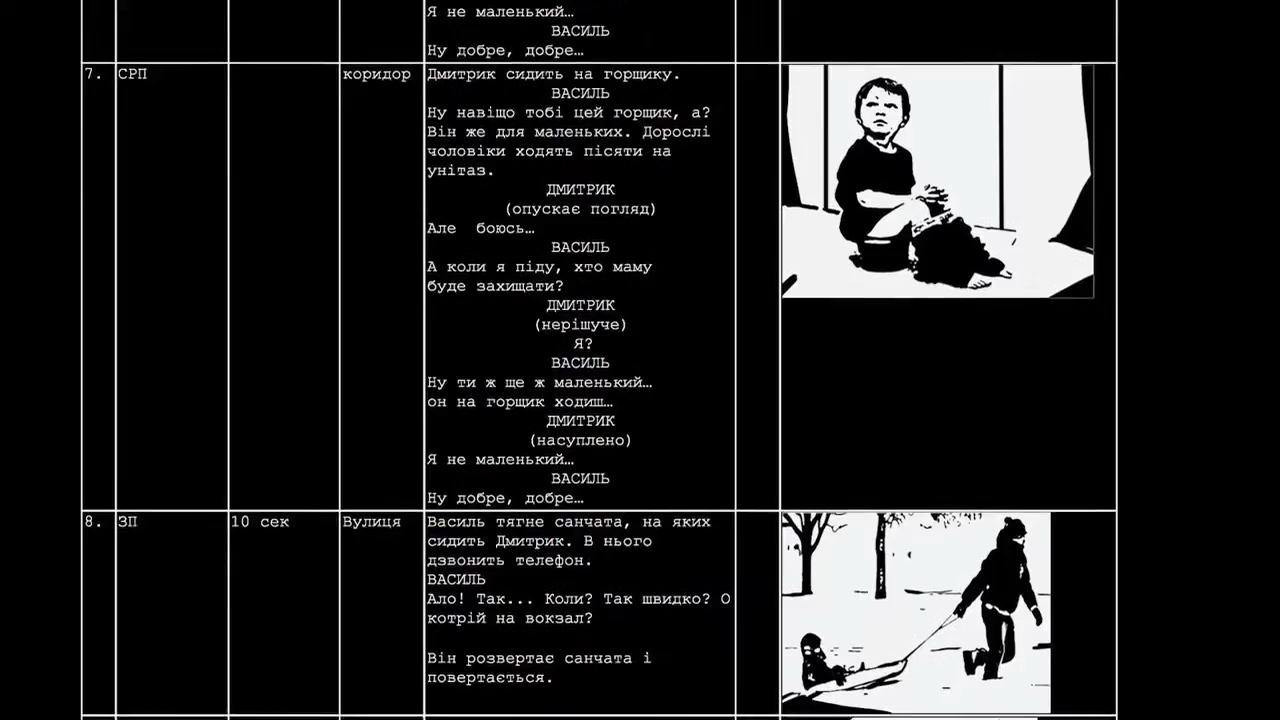 Я не маленький…
ВАСИЛЬ
Ну добре, добре…
7. СРП коридор Дмитрик сидить на горщику.
ВАСИЛЬ
Ну навіщо тобі цей горщик, а?
Він же для маленьких. Дорослі
чоловіки ходять пісяти на
унітаз.
ДМИТРИК
(опускає погляд)
Але  боюсь…
ВАСИЛЬ
А коли я піду, хто маму
буде захищати?
ДМИТРИК
(нерішуче)
Я?
ВАСИЛЬ
Ну ти ж ще ж маленький…
он на горщик ходиш…
ДМИТРИК
(насуплено)
Я не маленький…
ВАСИЛЬ
Ну добре, добре…
8. ЗП 10 сек Вулиця Василь тягне санчата, на яких
сидить Дмитрик. В нього
дзвонить телефон.
ВАСИЛЬ
Ало! Так... Коли? Так швидко? О
котрій на вокзал?
Він розвертає санчата і
повертається.